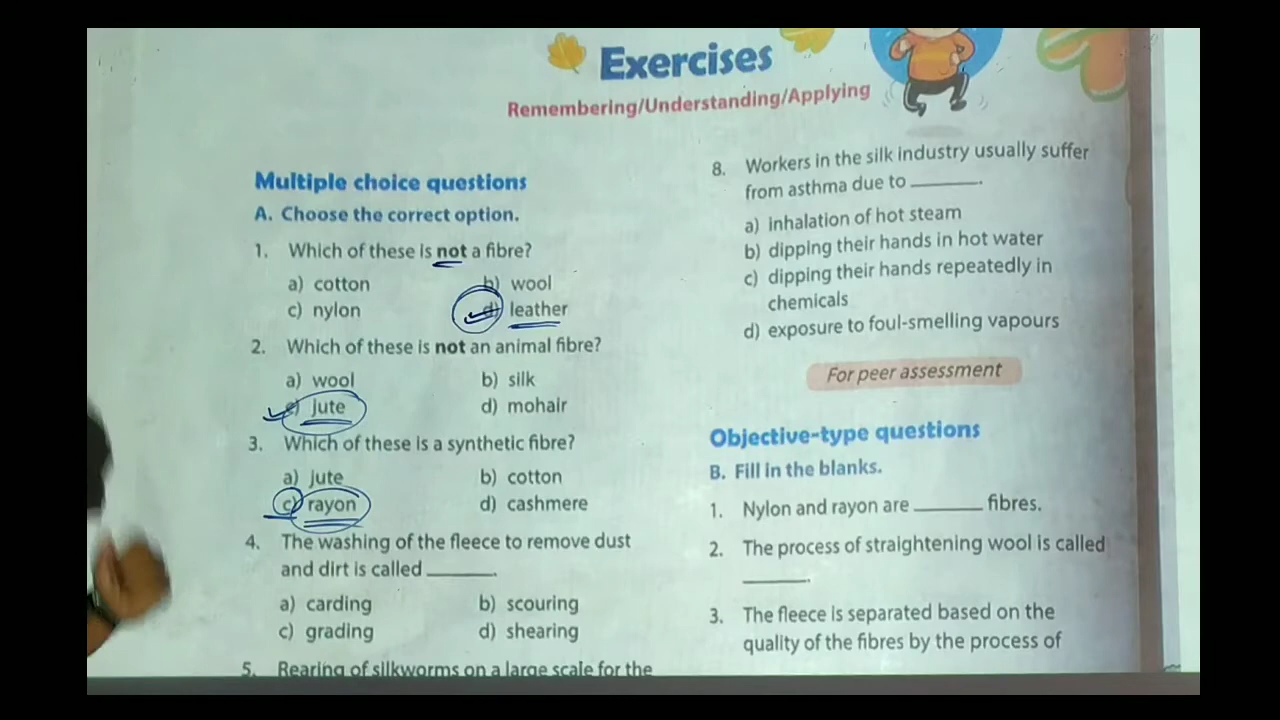 Exercises
Remembering/Understanding/Applying
Multiple choice questions
A. Choose the correct option.
1. Which of these is not a fibre?
a) cotton b) wool
c) nylon d) leather
2. Which of these is not an animal fibre?
a) wool b) silk
c) jute d) mohair
3. Which of these is a synthetic fibre?
a) jute b) cotton
c) rayon d) cashmere
4. The washing of the fleece to remove dust
and dirt is called ______.
a) carding b) scouring
c) grading d) shearing
5. Rearing of silkworms on a large scale for the
8. Workers in the silk industry usually suffer
from asthma due to ______.
a) inhalation of hot steam
b) dipping their hands in hot water
c) dipping their hands repeatedly in
chemicals
d) exposure to foul-smelling vapours
For peer assessment
Objective-type questions
B. Fill in the blanks.
1. Nylon and rayon are ______ fibres.
2. The process of straightening wool is called
______.
3. The fleece is separated based on the
quality of the fibres by the process of